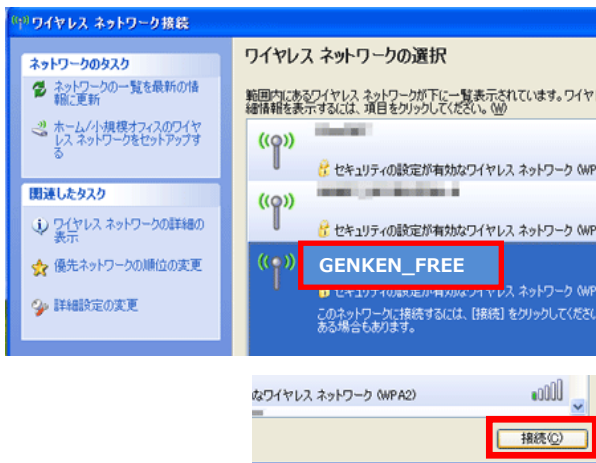 ワイヤレス ネットワーク接続
ネットワークのタスク
ネットワークの一覧を最新の情
報に更新
ホーム/小規模オフィスのワイヤ
レス ネットワークをセットアップす
る
関連したタスク
ワイヤレス ネットワークの詳細の
表示
優先ネットワークの順位の変更
詳細設定の変更
ワイヤレス ネットワークの選択
範囲内にあるワイヤレス ネットワークが下に一覧表示されています。ワイヤ
細情報を表示するには、項目をクリックしてください。(W)
セキュリティの設定が有効なワイヤレス ネットワーク (WP
セキュリティの設定が有効なワイヤレス ネットワーク (WP
GENKEN_FREE
セキュリティの設定が有効なワイヤレス ネットワーク (WP
このネットワークに接続するには、[接続] をクリックしてくださ
ある場合もあります。
なワイヤレス ネットワーク (WPA2)
接続(C)